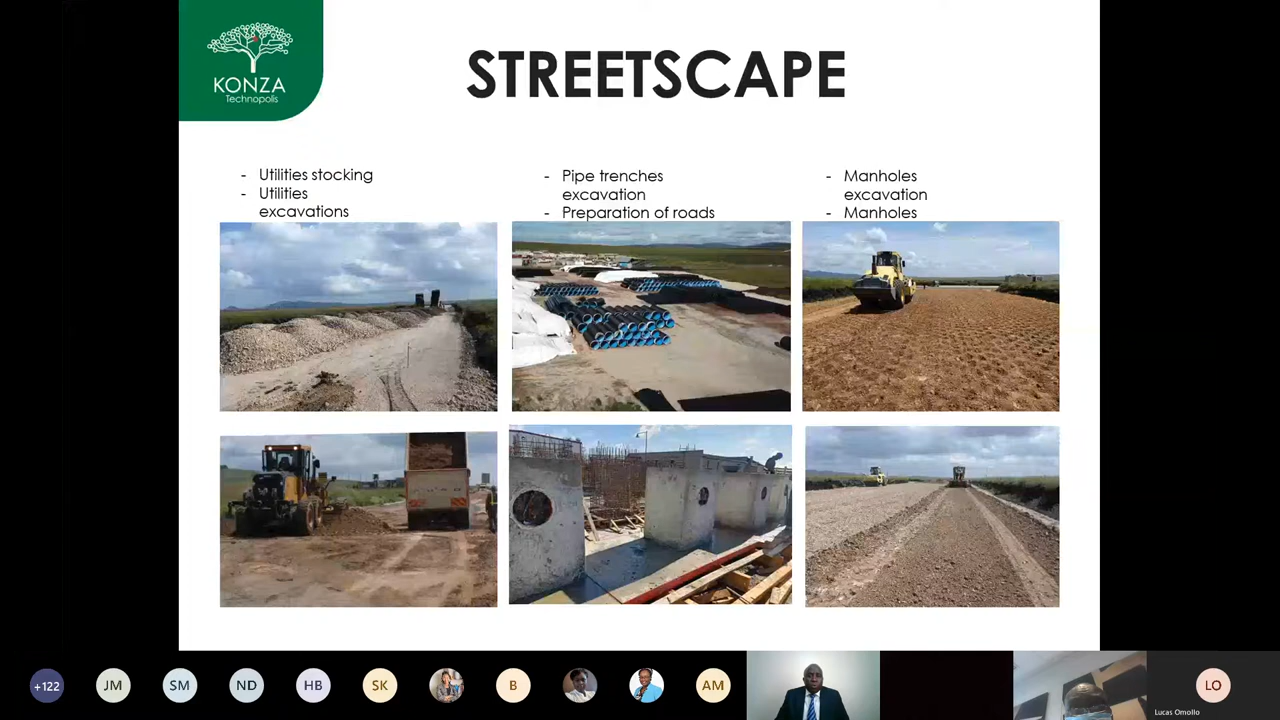 KONZA
Technopolis
STREETSCAPE
- Utilities stocking
- Utilities
excavations
- Pipe trenches
excavation
- Preparation of roads
- Manholes
excavation
- Manholes
+122
JM
SM
ND
HB
SK
B
AM
LO
Lucas Omollo